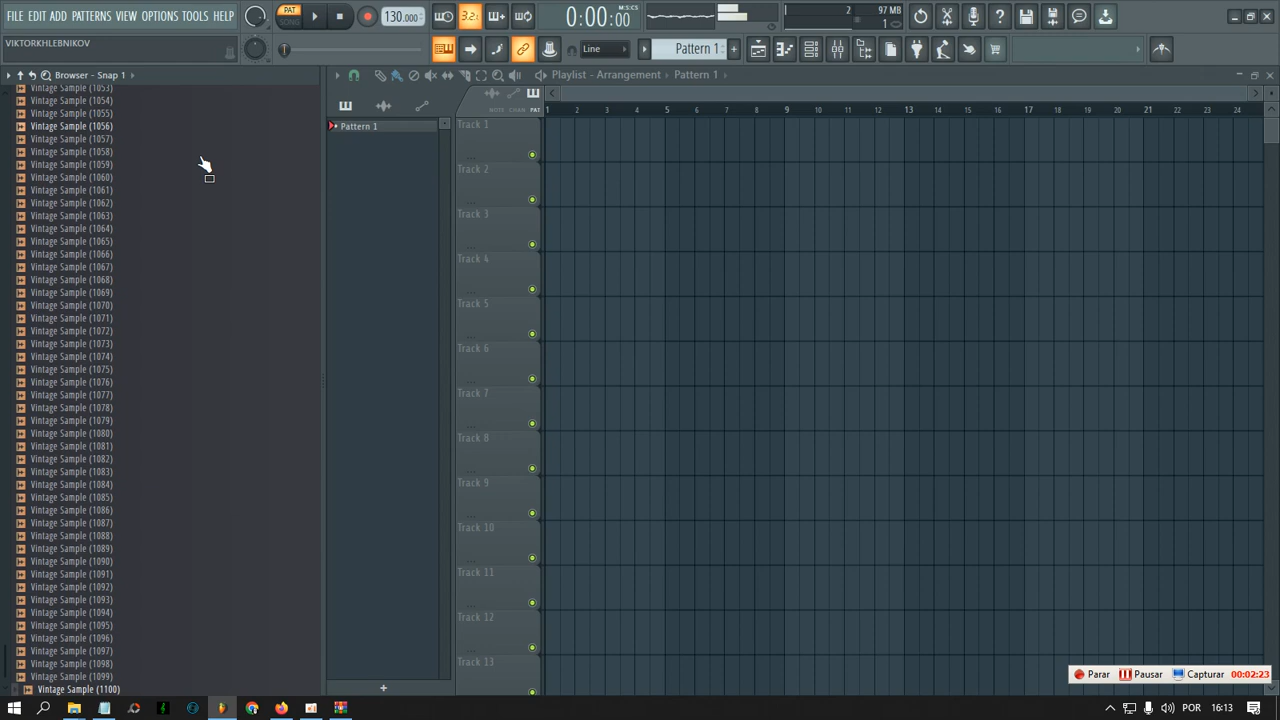 FILE EDIT ADD PATTERNS VIEW OPTIONS TOOLS HELP
PAT
SONG
130.000
3.2
0:00:00
M:S:CS
2
97 MB
1
VIKTORKHLEBNIKOV
Line
Pattern 1
Browser - Snap 1
Playlist - Arrangement
Pattern 1
NOTE CHAN PAT
1 2 3 4 5 6 7 8 9 10 11 12 13 14 15 16 17 18 19 20 21 22 23 24
Vintage Sample (1053)
Vintage Sample (1054)
Vintage Sample (1055)
Vintage Sample (1056)
Vintage Sample (1057)
Vintage Sample (1058)
Vintage Sample (1059)
Vintage Sample (1060)
Vintage Sample (1061)
Vintage Sample (1062)
Vintage Sample (1063)
Vintage Sample (1064)
Vintage Sample (1065)
Vintage Sample (1066)
Vintage Sample (1067)
Vintage Sample (1068)
Vintage Sample (1069)
Vintage Sample (1070)
Vintage Sample (1071)
Vintage Sample (1072)
Vintage Sample (1073)
Vintage Sample (1074)
Vintage Sample (1075)
Vintage Sample (1076)
Vintage Sample (1077)
Vintage Sample (1078)
Vintage Sample (1079)
Vintage Sample (1080)
Vintage Sample (1081)
Vintage Sample (1082)
Vintage Sample (1083)
Vintage Sample (1084)
Vintage Sample (1085)
Vintage Sample (1086)
Vintage Sample (1087)
Vintage Sample (1088)
Vintage Sample (1089)
Vintage Sample (1090)
Vintage Sample (1091)
Vintage Sample (1092)
Vintage Sample (1093)
Vintage Sample (1094)
Vintage Sample (1095)
Vintage Sample (1096)
Vintage Sample (1097)
Vintage Sample (1098)
Vintage Sample (1099)
Vintage Sample (1100)
Pattern 1
Track 1
Track 2
Track 3
Track 4
Track 5
Track 6
Track 7
Track 8
Track 9
Track 10
Track 11
Track 12
Track 13
Parar Pausar Capturar 00:02:23
POR 16:13